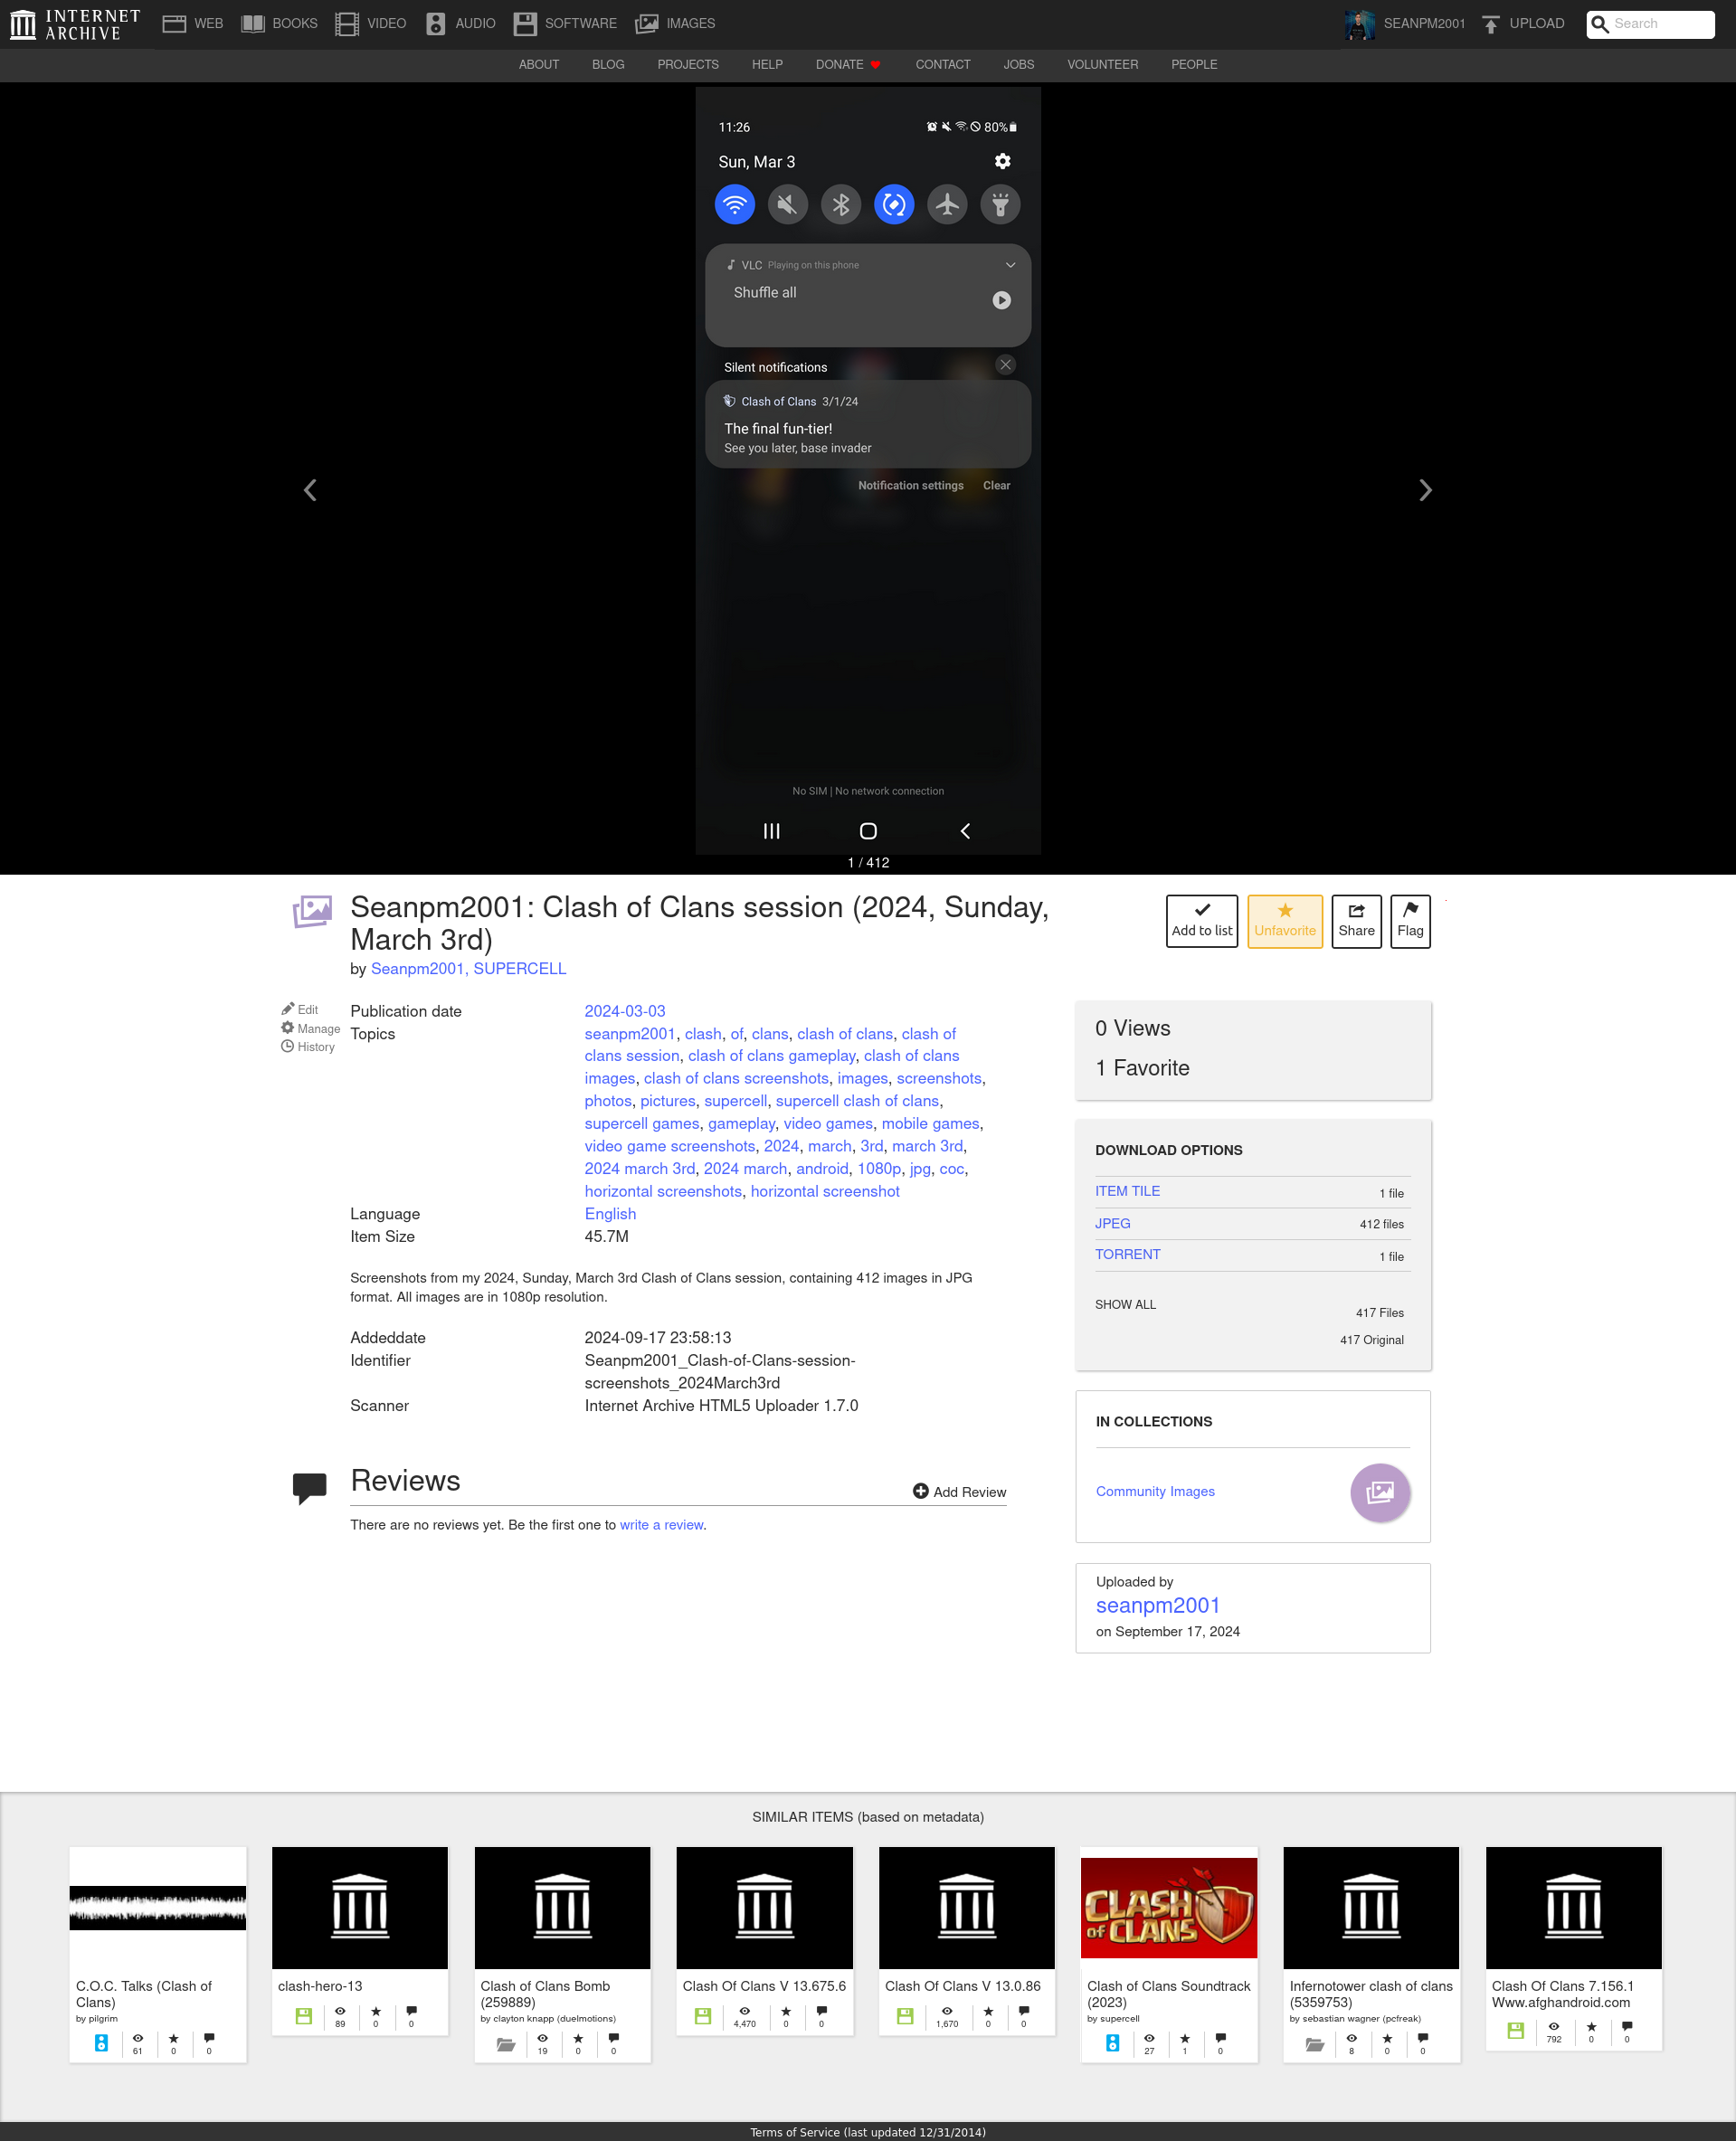 INTERNET ARCHIVE
WEB BOOKS VIDEO AUDIO SOFTWARE IMAGES
SEANPM2001 UPLOAD Search
ABOUT BLOG PROJECTS HELP DONATE CONTACT JOBS VOLUNTEER PEOPLE
11:26 80%
Sun, Mar 3
VLC Playing on this phone
Shuffle all
Silent notifications
Clash of Clans 3/1/24
The final fun-tier!
See you later, base invader
Notification settings Clear
No SIM | No network connection
1 / 412
Seanpm2001: Clash of Clans session (2024, Sunday,
March 3rd)
by Seanpm2001, SUPERCELL
Add to list Unfavorite Share Flag
Edit
Manage
History
Publication date 2024-03-03
Topics seanpm2001, clash, of, clans, clash of clans, clash of
clans session, clash of clans gameplay, clash of clans
images, clash of clans screenshots, images, screenshots,
photos, pictures, supercell, supercell clash of clans,
supercell games, gameplay, video games, mobile games,
video game screenshots, 2024, march, 3rd, march 3rd,
2024 march 3rd, 2024 march, android, 1080p, jpg, coc,
horizontal screenshots, horizontal screenshot
Language English
Item Size 45.7M
Screenshots from my 2024, Sunday, March 3rd Clash of Clans session, containing 412 images in JPG
format. All images are in 1080p resolution.
Addeddate 2024-09-17 23:58:13
Identifier Seanpm2001_Clash-of-Clans-session-
screenshots_2024March3rd
Scanner Internet Archive HTML5 Uploader 1.7.0
Reviews
Add Review
There are no reviews yet. Be the first one to write a review.
0 Views
1 Favorite
DOWNLOAD OPTIONS
ITEM TILE 1 file
JPEG 412 files
TORRENT 1 file
SHOW ALL 417 Files
417 Original
IN COLLECTIONS
Community Images
Uploaded by
seanpm2001
on September 17, 2024
SIMILAR ITEMS (based on metadata)
C.O.C. Talks (Clash of
Clans)
by pilgrim
61 0 0
clash-hero-13
89 0 0
Clash of Clans Bomb
(259889)
by clayton knapp (duelmotions)
19 0 0
Clash Of Clans V 13.675.6
4,470 0 0
Clash Of Clans V 13.0.86
1,670 0 0
CLASH
OF CLANS
Clash of Clans Soundtrack
(2023)
by supercell
27 1 0
Infernotower clash of clans
(5359753)
by sebastian wagner (pcfreak)
8 0 0
Clash Of Clans 7.156.1
Www.afghandroid.com
792 0 0
Terms of Service (last updated 12/31/2014)